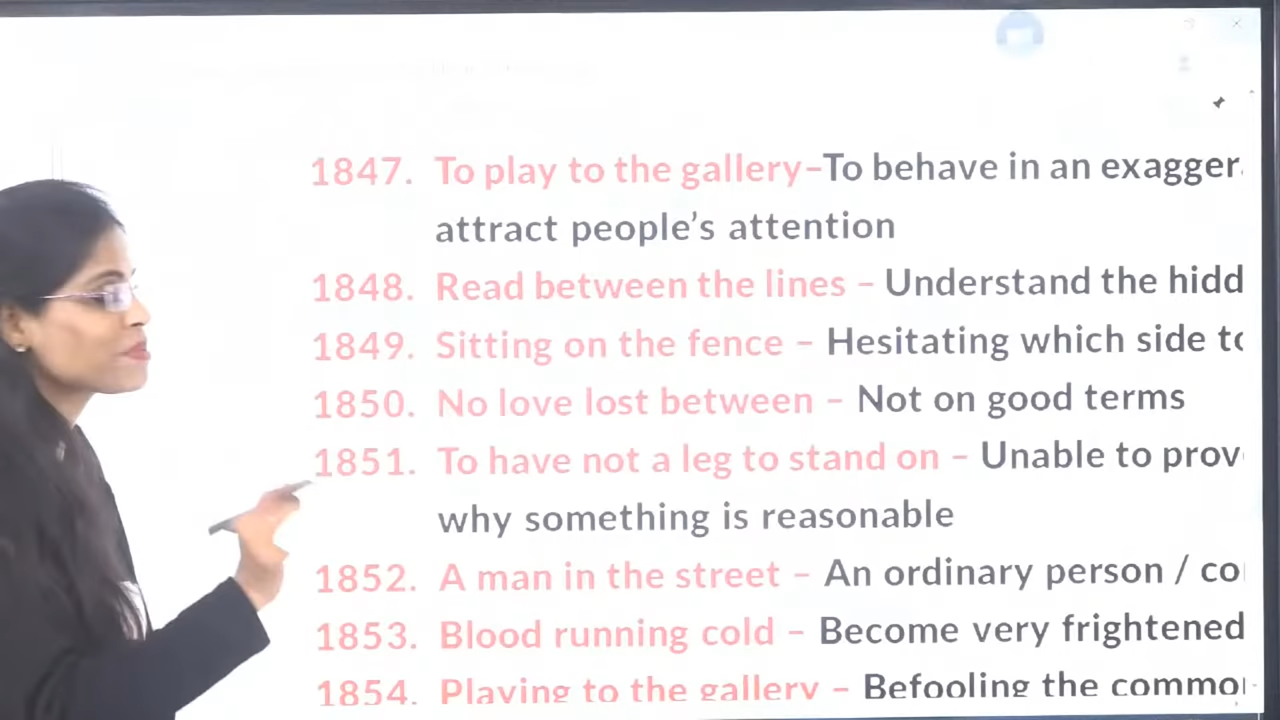 1847. To play to the gallery–To behave in an exagger
attract people's attention
1848. Read between the lines – Understand the hidd
1849. Sitting on the fence – Hesitating which side to
1850. No love lost between – Not on good terms
1851. To have not a leg to stand on – Unable to prov
why something is reasonable
1852. A man in the street – An ordinary person / co
1853. Blood running cold – Become very frightened
1854. Playing to the gallery – Befooling the commo